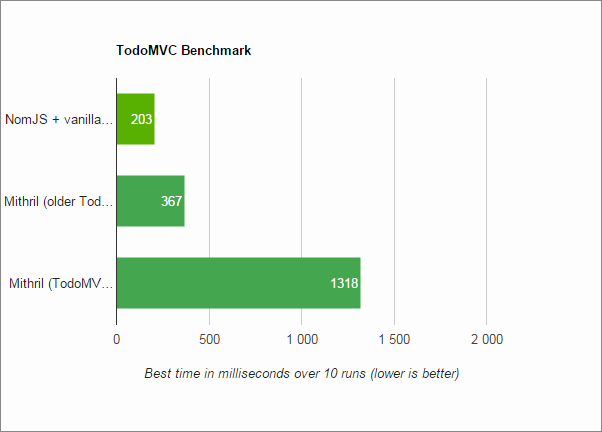 TodoMVC Benchmark
NomJS + vanilla...
203
Mithril (older Tod...
367
Mithril (TodoMV...
1318
0 500 1 000 1 500 2 000
Best time in milliseconds over 10 runs (lower is better)